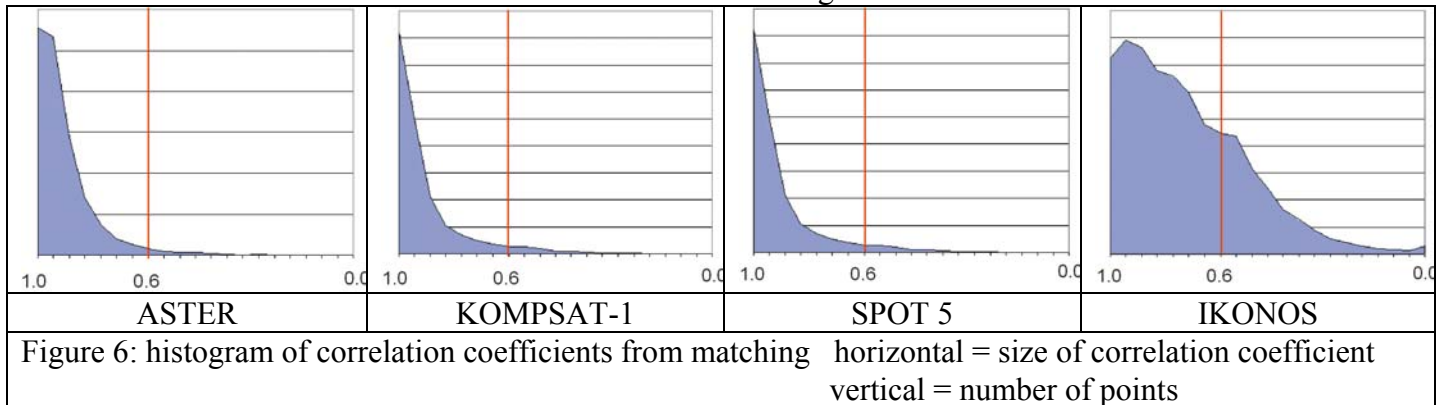 1.0 0.6 0.0 1.0 0.6 0.0 1.0 0.6 0.0 1.0 0.6 0.0
ASTER KOMPSAT-1 SPOT 5 IKONOS
Figure 6: histogram of correlation coefficients from matching horizontal = size of correlation coefficient
vertical = number of points